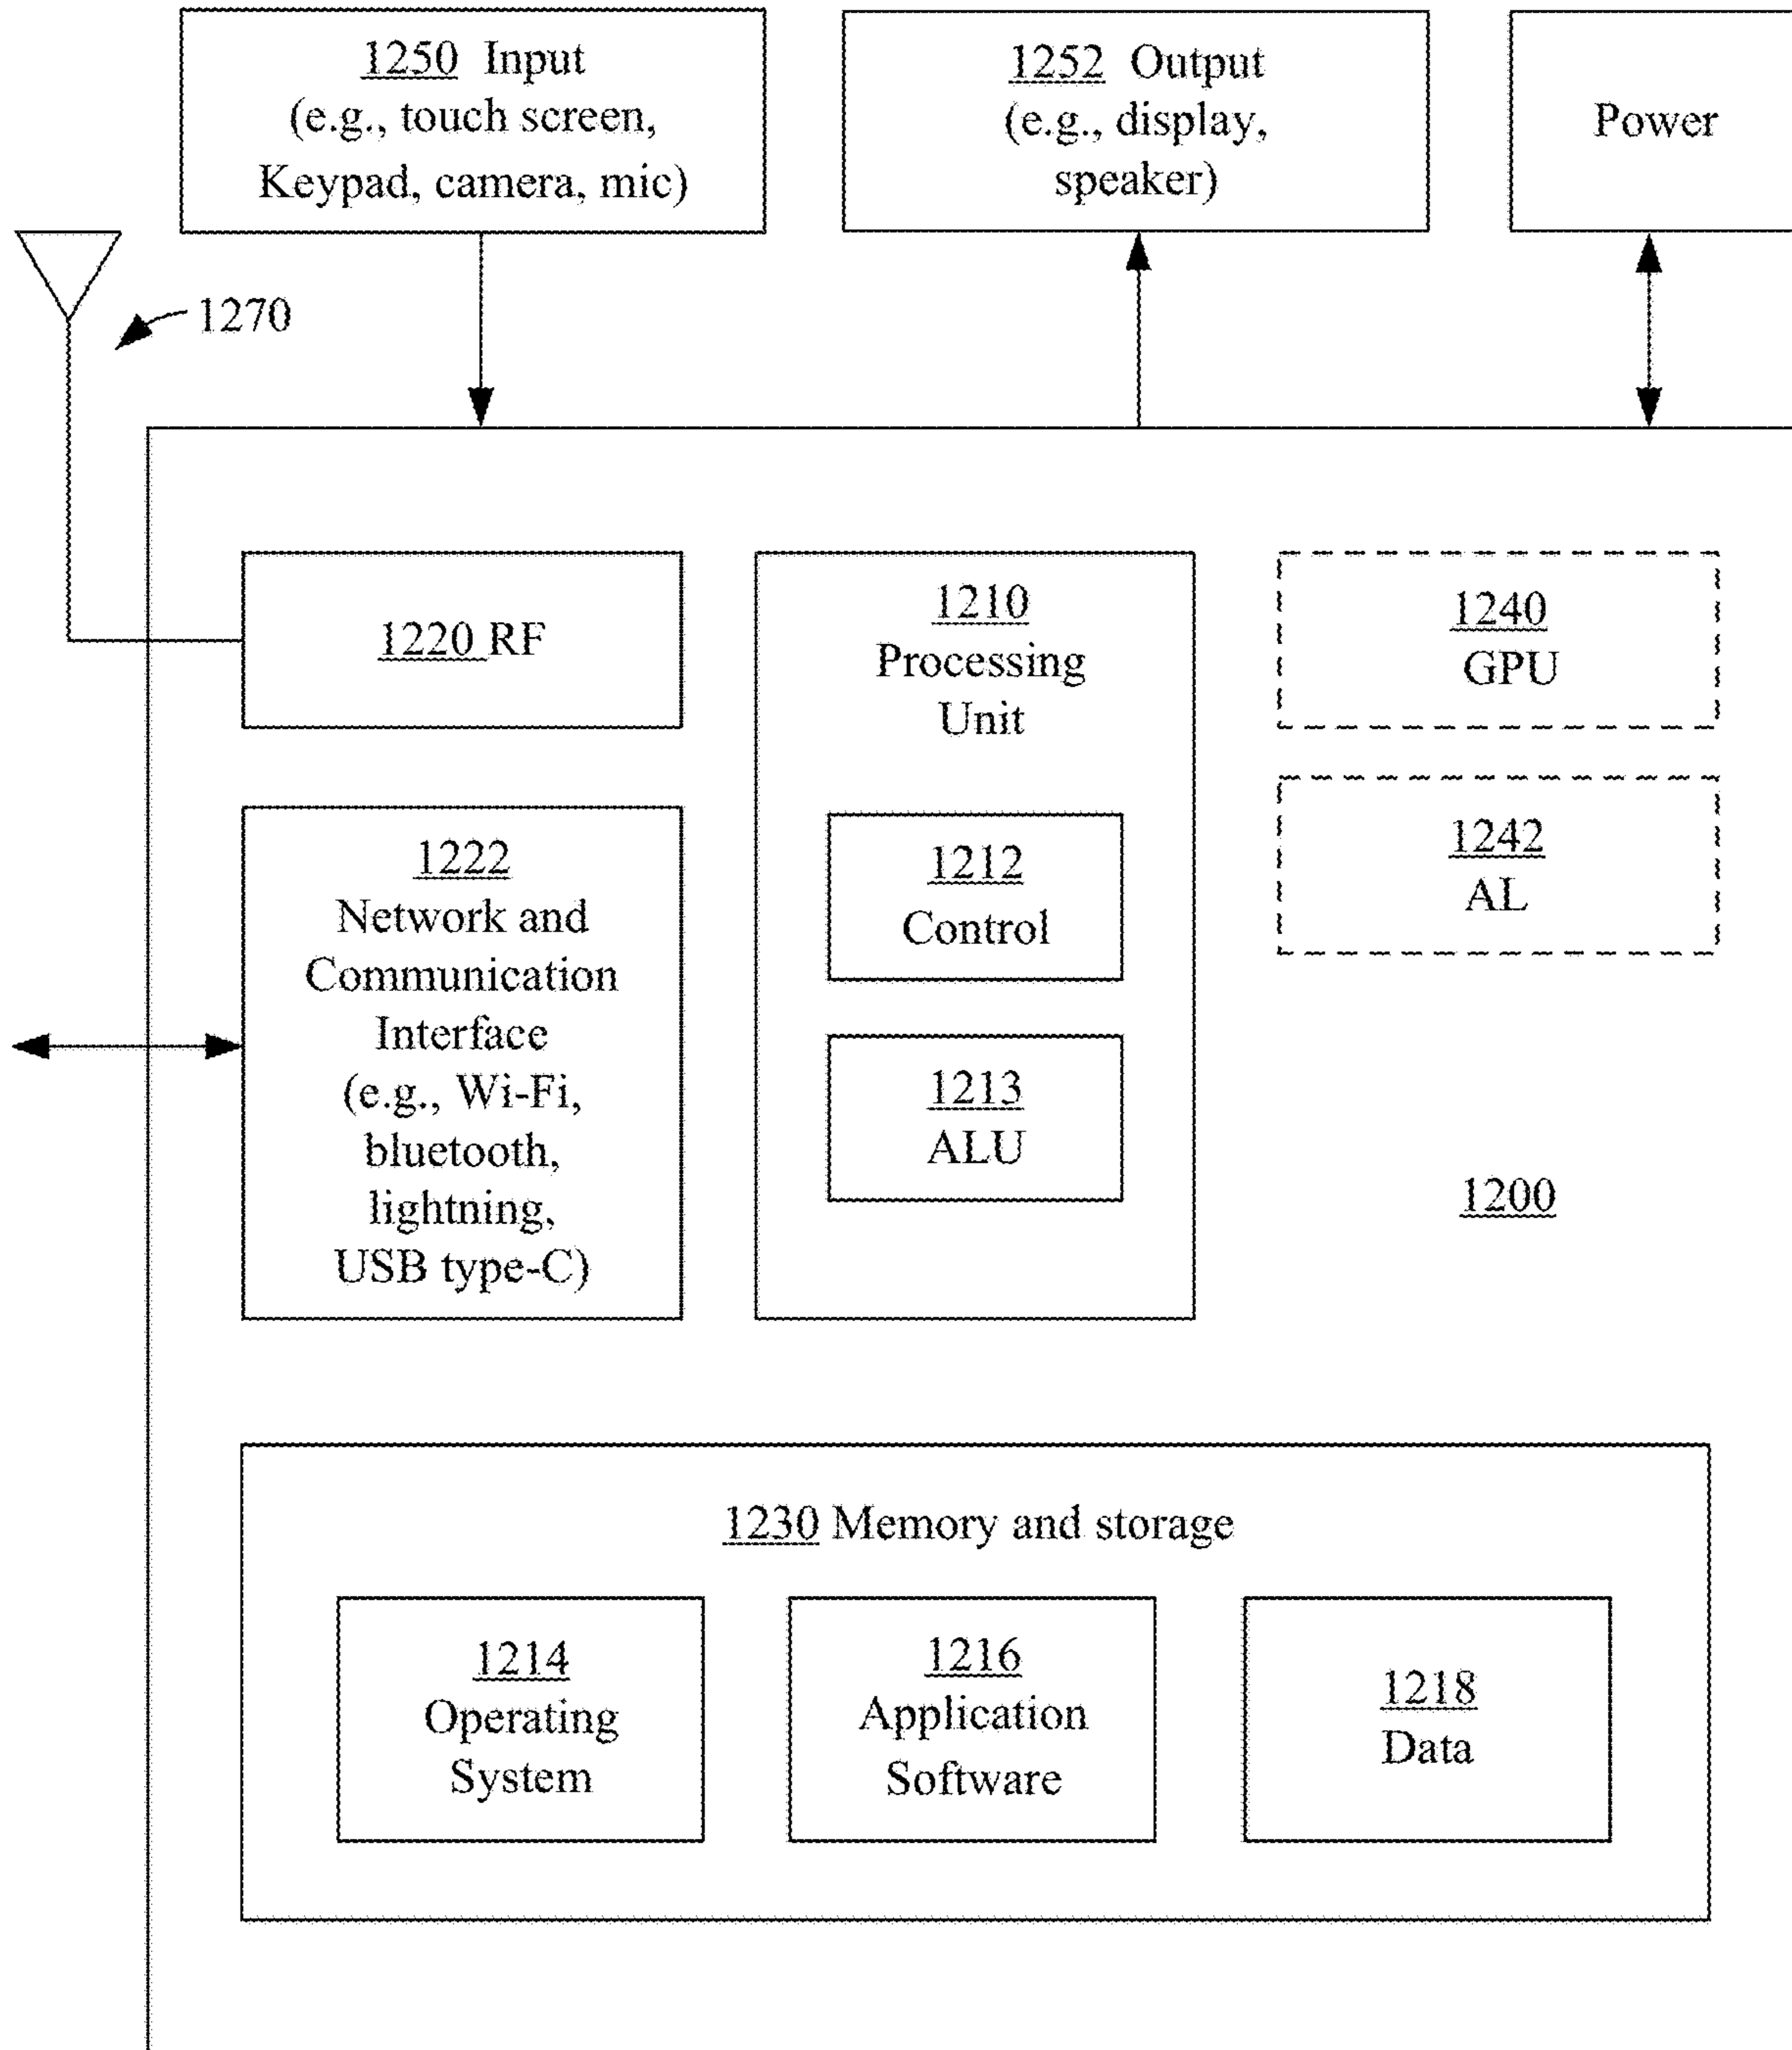 1250 Input
(e.g., touch screen,
Keypad, camera, mic)
1252 Output
(e.g., display,
speaker)
Power
1270
1220 RF
1210
Processing
Unit
1240
GPU
1222
Network and
Communication
Interface
(e.g., Wi-Fi,
bluetooth,
lightning,
USB type-C)
1212
Control
1213
ALU
1242
AL
1200
1230 Memory and storage
1214
Operating
System
1216
Application
Software
1218
Data